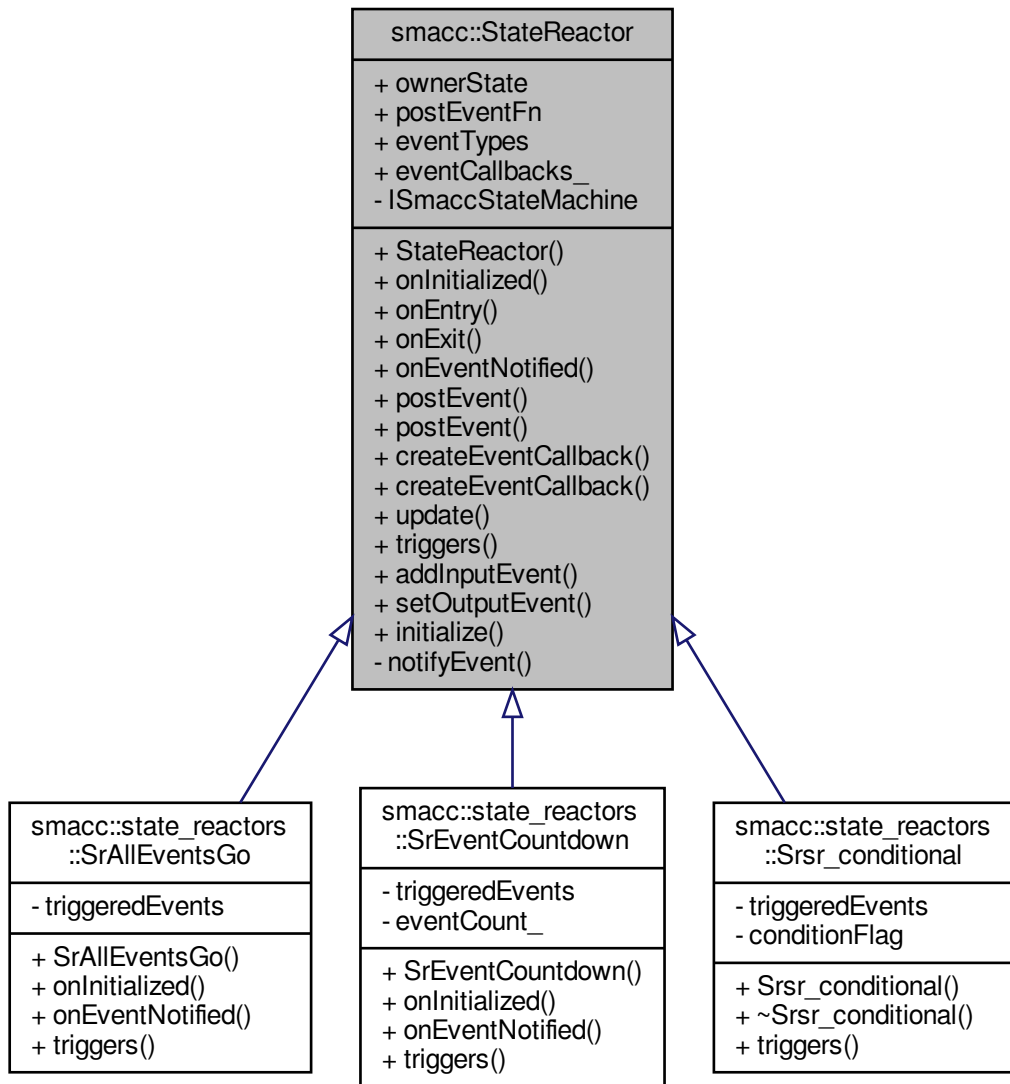 smacc::StateReactor
+ ownerState
+ postEventFn
+ eventTypes
+ eventCallbacks_
- ISmaccStateMachine
+ StateReactor()
+ onInitialized()
+ onEntry()
+ onExit()
+ onEventNotified()
+ postEvent()
+ postEvent()
+ createEventCallback()
+ createEventCallback()
+ update()
+ triggers()
+ addInputEvent()
+ setOutputEvent()
+ initialize()
- notifyEvent()
smacc::state_reactors
::SrAllEventsGo
- triggeredEvents
+ SrAllEventsGo()
+ onInitialized()
+ onEventNotified()
+ triggers()
smacc::state_reactors
::SrEventCountdown
- triggeredEvents
- eventCount_
+ SrEventCountdown()
+ onInitialized()
+ onEventNotified()
+ triggers()
smacc::state_reactors
::Srsr_conditional
- triggeredEvents
- conditionFlag
+ Srsr_conditional()
+ ~Srsr_conditional()
+ triggers()